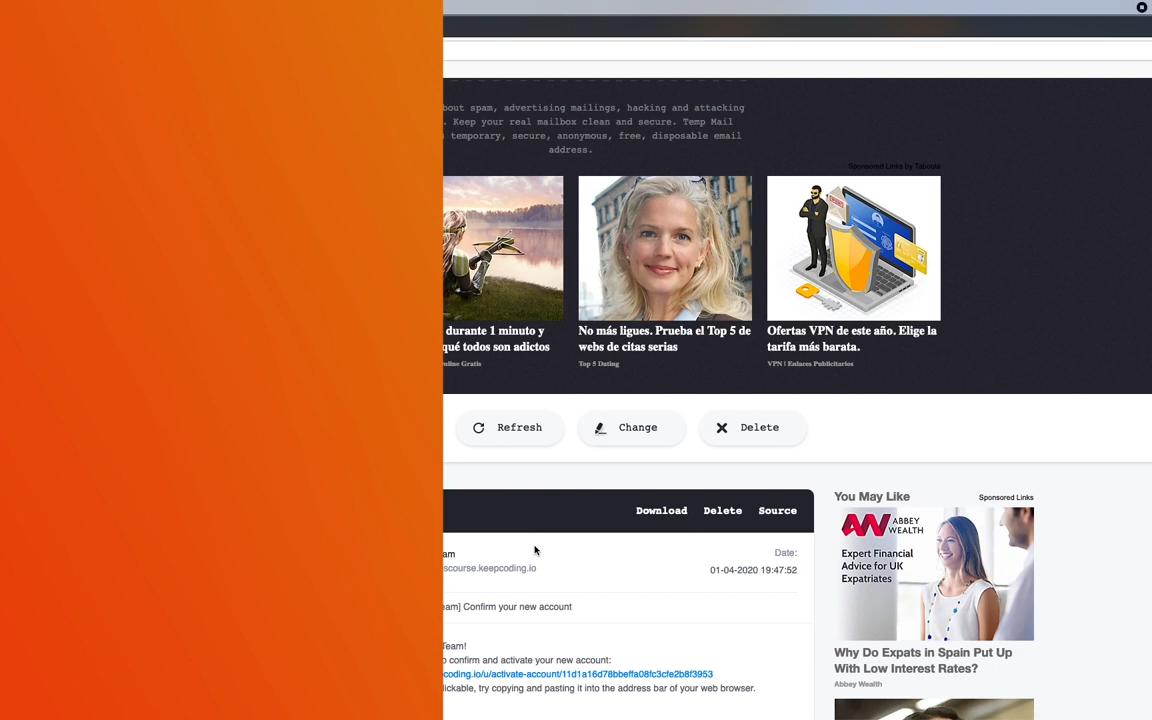 bout spam, advertising mailings, hacking and attacking
. Keep your real mailbox clean and secure. Temp Mail
temporary, secure, anonymous, free, disposable email
address.
Sponsored Links by Taboola
durante 1 minuto y
qué todos son adictos
nline Gratis
No más ligues. Prueba el Top 5 de
webs de citas serias
Top 5 Dating
Ofertas VPN de este año. Elige la
tarifa más barata.
VPN | Enlaces Publicitarios
Refresh
Change
Delete
Download Delete Source
am
scourse.keepcoding.io
Date:
01-04-2020 19:47:52
eam] Confirm your new account
Team!
o confirm and activate your new account:
coding.io/u/activate-account/11d1a16d78bbeffa08fc3cfe2b8f3953
lickable, try copying and pasting it into the address bar of your web browser.
You May Like
Sponsored Links
ABBEY
WEALTH
Expert Financial
Advice for UK
Expatriates
Why Do Expats in Spain Put Up
With Low Interest Rates?
Abbey Wealth